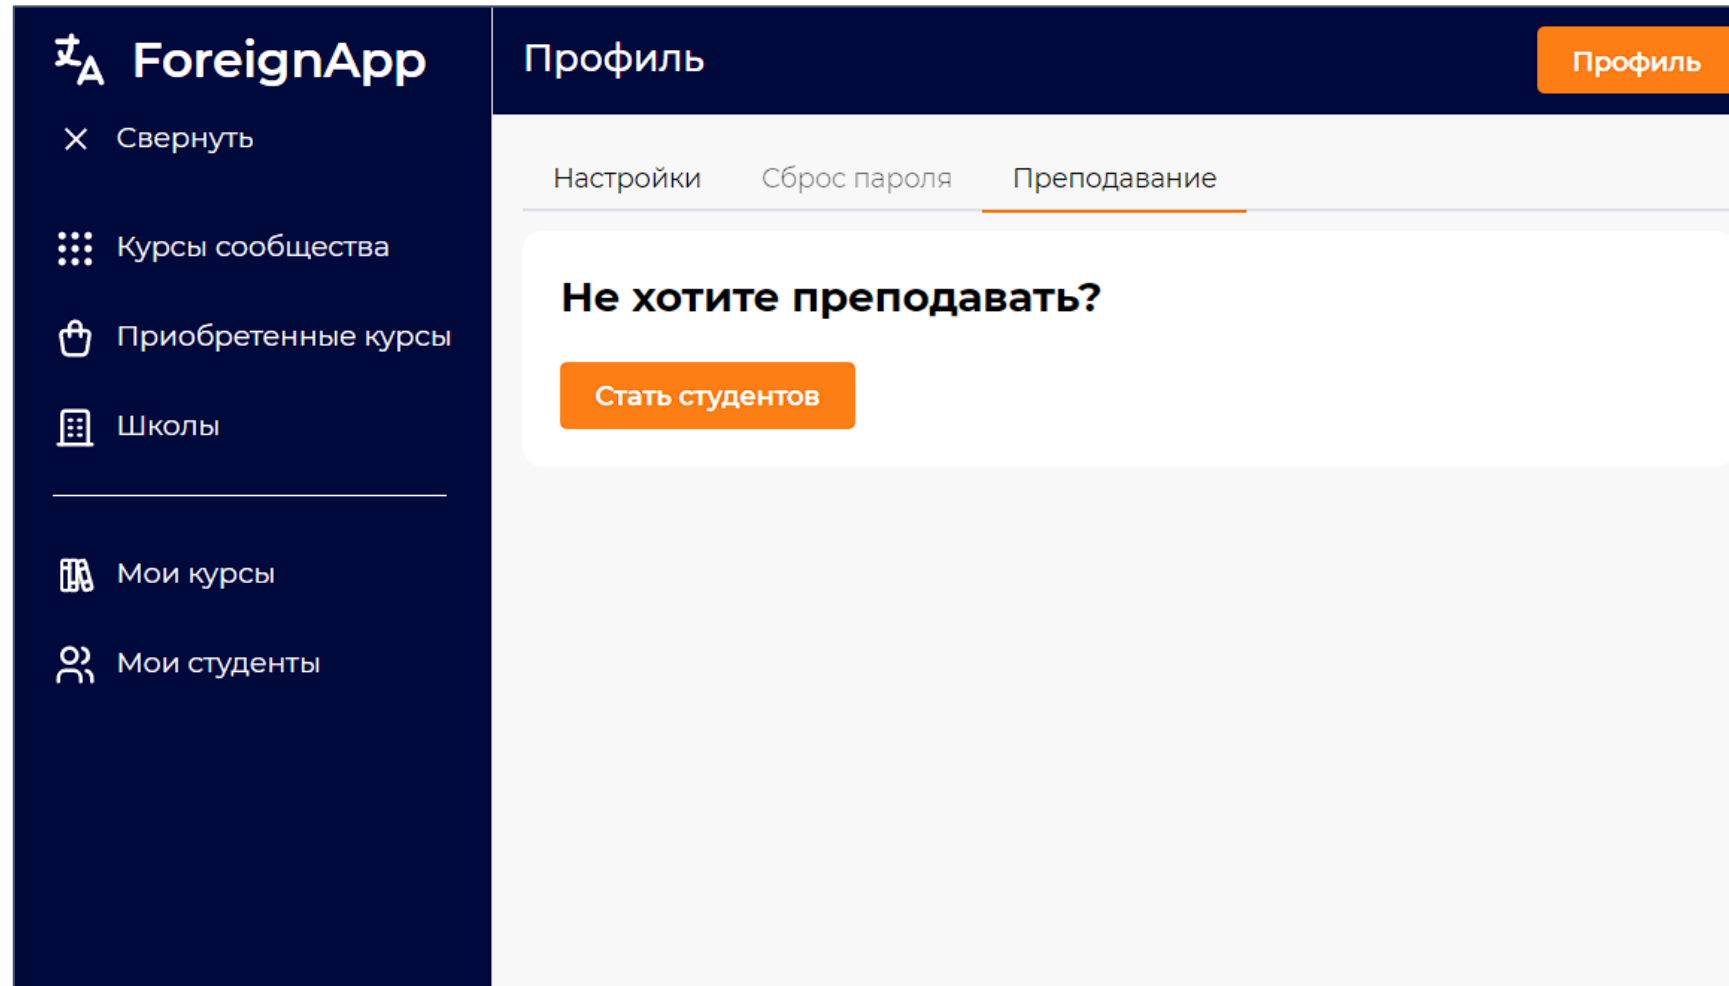 ForeignApp
Свернуть
Курсы сообщества
Приобретенные курсы
Школы
Мои курсы
Мои студенты
Профиль
Профиль
Настройки
Сброс пароля
Преподавание
Не хотите преподавать?
Стать студентов